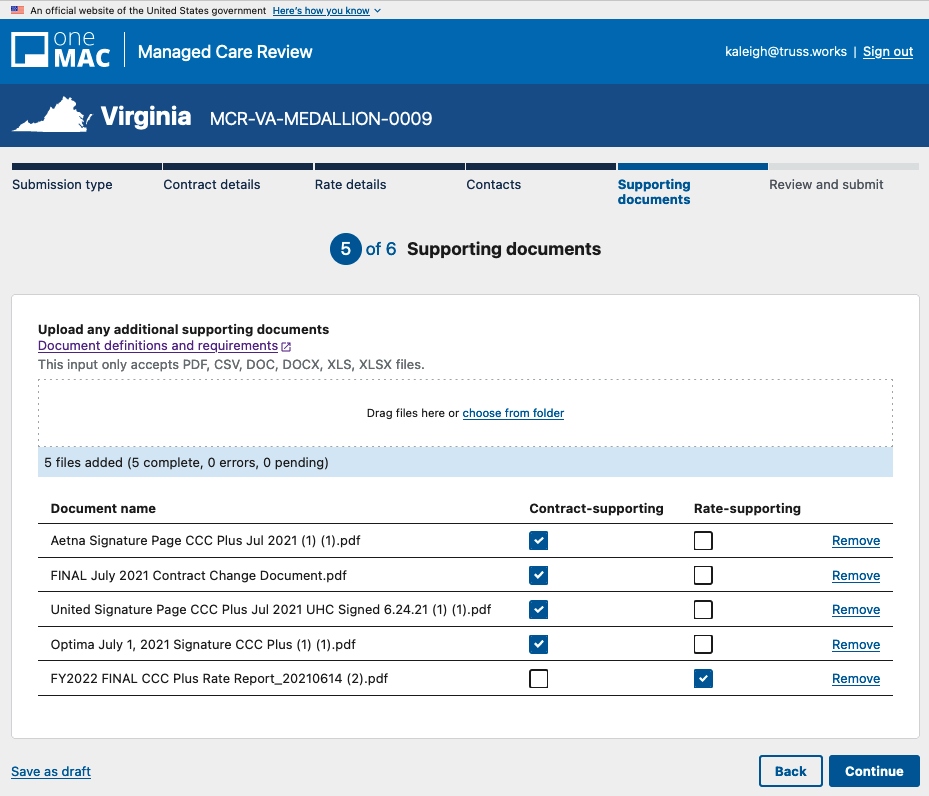 An official website of the United States government Here's how you know
one
MAC
Managed Care Review
kaleigh@truss.works | Sign out
Virginia MCR-VA-MEDALLION-0009
Submission type
Contract details
Rate details
Contacts
Supporting
documents
Review and submit
5 of 6 Supporting documents
Upload any additional supporting documents
Document definitions and requirements
This input only accepts PDF, CSV, DOC, DOCX, XLS, XLSX files.
Drag files here or choose from folder
5 files added (5 complete, 0 errors, 0 pending)
Document name Contract-supporting Rate-supporting
Aetna Signature Page CCC Plus Jul 2021 (1) (1).pdf Remove
FINAL July 2021 Contract Change Document.pdf Remove
United Signature Page CCC Plus Jul 2021 UHC Signed 6.24.21 (1) (1).pdf Remove
Optima July 1, 2021 Signature CCC Plus (1) (1).pdf Remove
FY2022 FINAL CCC Plus Rate Report_20210614 (2).pdf Remove
Save as draft
Back
Continue